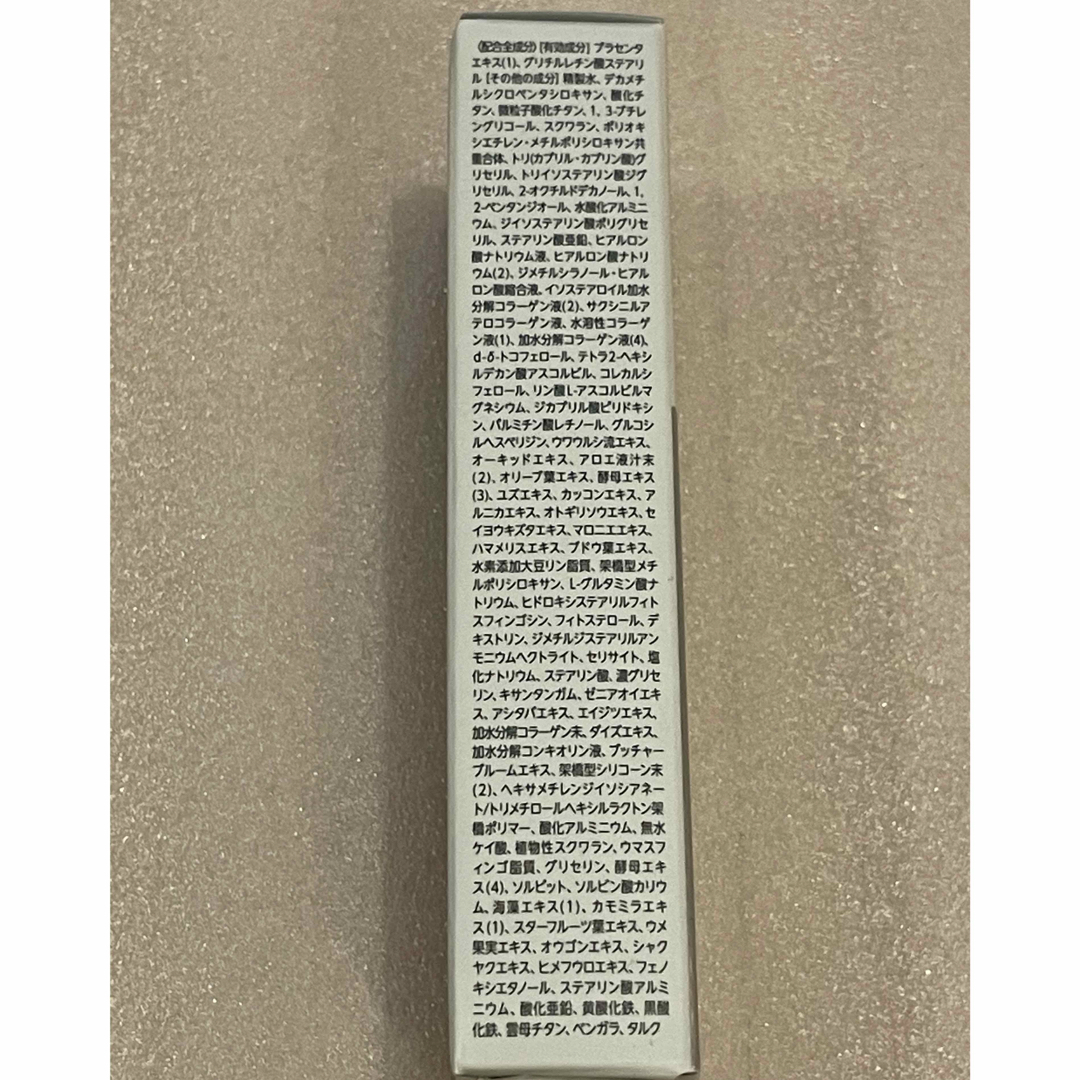 〈配合全成分〉[有効成分] プラセンタ
エキス(1)、グリチルレチン酸ステアリ
ル [その他の成分] 精製水、デカメチ
ルシクロペンタシロキサン、酸化チ
タン、微粒子酸化チタン、1，3-ブチレ
ングリコール、スクワラン、ポリオキ
シエチレン・メチルポリシロキサン共
重合体、トリ(カプリル・カプリン酸)グ
リセリル、トリイソステアリン酸ジグ
リセリル、2-オクチルドデカノール、1，
2-ペンタンジオール、水酸化アルミニ
ウム、ジイソステアリン酸ポリグリセ
リル、ステアリン酸亜鉛、ヒアルロン
酸ナトリウム液、ヒアルロン酸ナトリ
ウム(2)、ジメチルシラノール・ヒアル
ロン酸縮合液、イソステアロイル加水
分解コラーゲン液(2)、サクシニルア
テロコラーゲン液、水溶性コラーゲ
ン液(1)、加水分解コラーゲン液(4)、
d-δ-トコフェロール、テトラ2-ヘキシ
ルデカン酸アスコルビル、コレカルシ
フェロール、リン酸L-アスコルビルマ
グネシウム、ジカプリル酸ピリドキシ
ン、パルミチン酸レチノール、グルコシ
ルヘスペリジン、ウワウルシ流エキス、
オーキッドエキス、アロエ液汁末
(2)、オリーブ葉エキス、酵母エキス
(3)、ユズエキス、カッコンエキス、ア
ルニカエキス、オトギリソウエキス、セ
イヨウキズタエキス、マロニエエキス、
ハマメリスエキス、ブドウ葉エキス、
水素添加大豆リン脂質、架橋型メチ
ルポリシロキサン、L-グルタミン酸ナ
トリウム、ヒドロキシステアリルフィト
スフィンゴシン、フィトステロール、デ
キストリン、ジメチルジステアリルアン
モニウムヘクトライト、セリサイト、塩
化ナトリウム、ステアリン酸、濃グリセ
リン、キサンタンガム、ゼニアオイエキ
ス、アシタバエキス、エイジツエキス、
加水分解コラーゲン末、ダイズエキス、
加水分解コンキオリン液、ブッチャー
ブルームエキス、架橋型シリコーン末
(2)、ヘキサメチレンジイソシアネー
ト/トリメチロールヘキシルラクトン架
橋ポリマー、酸化アルミニウム、無水
ケイ酸、植物性スクワラン、ウマスフ
ィンゴ脂質、グリセリン、酵母エキ
ス(4)、ソルビット、ソルビン酸カリウ
ム、海藻エキス(1)、カモミラエキ
ス(1)、スターフルーツ葉エキス、ウメ
果実エキス、オウゴンエキス、シャク
ヤクエキス、ヒメフウロエキス、フェノ
キシエタノール、ステアリン酸アルミ
ニウム、酸化亜鉛、黄酸化鉄、黒酸
化鉄、雲母チタン、ベンガラ、タルク